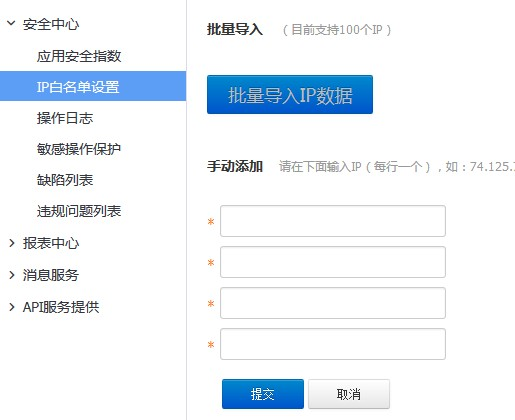 安全中心
应用安全指数
IP白名单设置
操作日志
敏感操作保护
缺陷列表
违规问题列表
报表中心
消息服务
API服务提供
批量导入 （目前支持100个IP）
批量导入IP数据
手动添加 请在下面输入IP（每行一个），如：74.125.
*
*
*
*
提交 取消